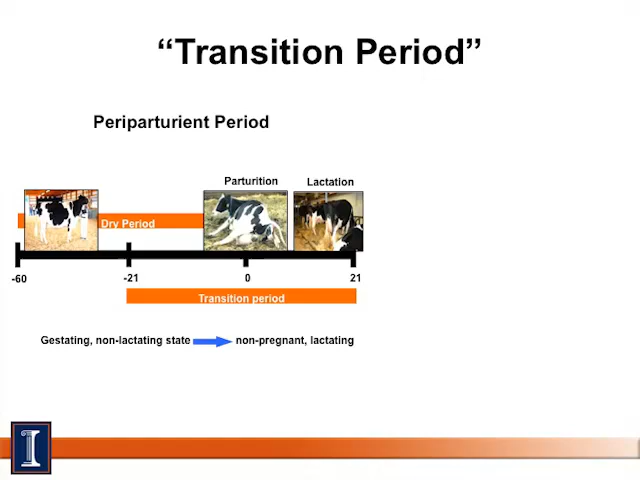 “Transition Period”
Periparturient Period
Parturition
Lactation
Dry Period
-60
-21
0
21
Transition period
Gestating, non-lactating state
non-pregnant, lactating
I